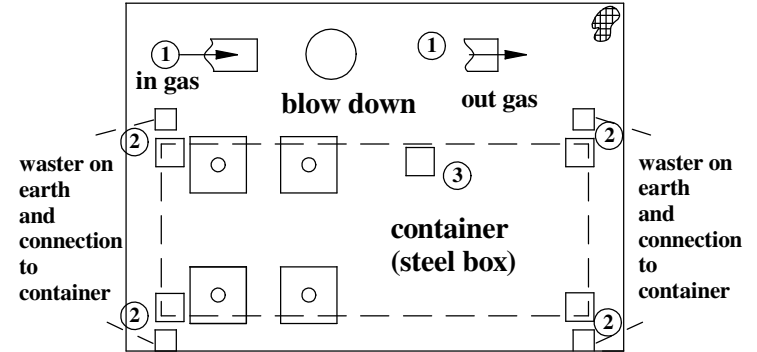 1
1
in gas
blow down
out gas
2
2
waster on
earth
and
connection
to
container
3
container
(steel box)
waster on
earth
and
connection
to
container
2
2